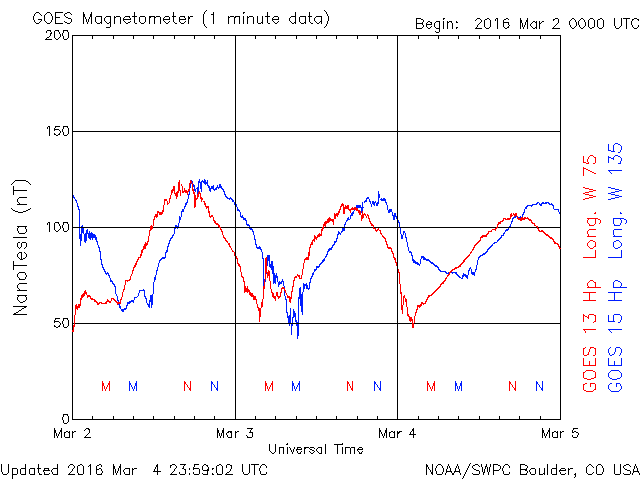 GOES Magnetometer (1 minute data)
Begin: 2016 Mar 2 0000 UTC
200
150
100
50
0
NanoTesla (nT)
M M N N M M N N M M N N
Mar 2 Mar 3 Mar 4 Mar 5
Universal Time
GOES 13 Hp Long. W 75
GOES 15 Hp Long. W 135
Updated 2016 Mar 4 23:59:02 UTC
NOAA/SWPC Boulder, CO USA